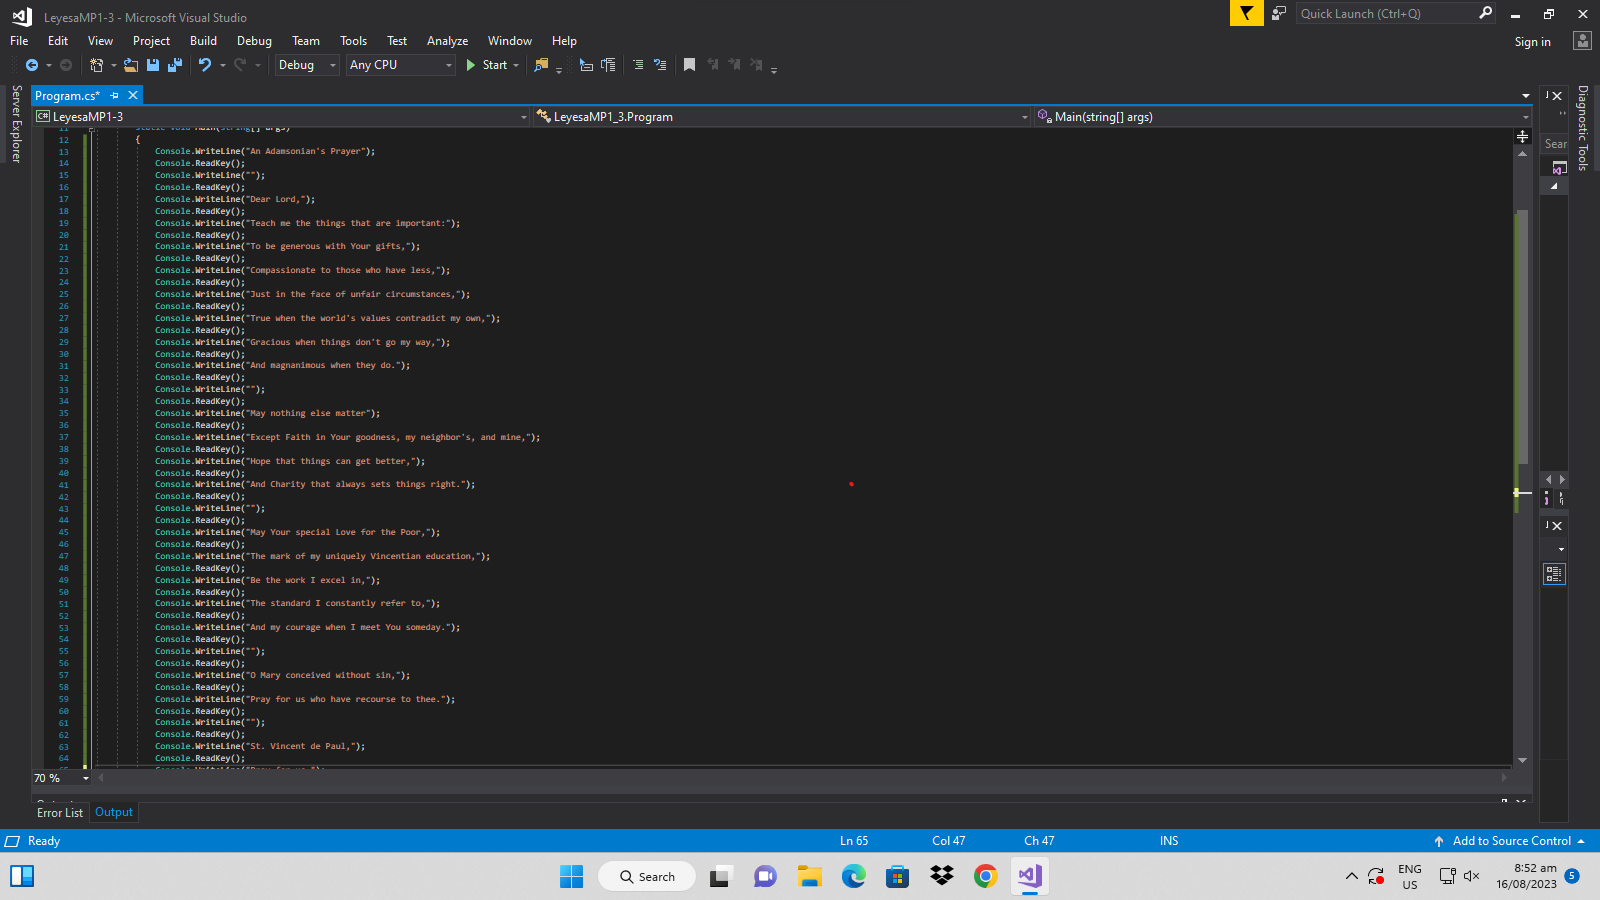 LeyesaMP1-3 - Microsoft Visual Studio
Quick Launch (Ctrl+Q)
File Edit View Project Build Debug Team Tools Test Analyze Window Help
Sign in
Debug Any CPU Start
Server Explorer
Program.cs*
Diagnostic Tools
C# LeyesaMP1-3 LeyesaMP1_3.Program Main(string[] args)
11 static void Main(string[] args)
12 {
13 Console.WriteLine("An Adamsonian's Prayer");
14 Console.ReadKey();
15 Console.WriteLine("");
16 Console.ReadKey();
17 Console.WriteLine("Dear Lord,");
18 Console.ReadKey();
19 Console.WriteLine("Teach me the things that are important:");
20 Console.ReadKey();
21 Console.WriteLine("To be generous with Your gifts,");
22 Console.ReadKey();
23 Console.WriteLine("Compassionate to those who have less,");
24 Console.ReadKey();
25 Console.WriteLine("Just in the face of unfair circumstances,");
26 Console.ReadKey();
27 Console.WriteLine("True when the world's values contradict my own,");
28 Console.ReadKey();
29 Console.WriteLine("Gracious when things don't go my way,");
30 Console.ReadKey();
31 Console.WriteLine("And magnanimous when they do.");
32 Console.ReadKey();
33 Console.WriteLine("");
34 Console.ReadKey();
35 Console.WriteLine("May nothing else matter");
36 Console.ReadKey();
37 Console.WriteLine("Except Faith in Your goodness, my neighbor's, and mine,");
38 Console.ReadKey();
39 Console.WriteLine("Hope that things can get better,");
40 Console.ReadKey();
41 Console.WriteLine("And Charity that always sets things right.");
42 Console.ReadKey();
43 Console.WriteLine("");
44 Console.ReadKey();
45 Console.WriteLine("May Your special Love for the Poor,");
46 Console.ReadKey();
47 Console.WriteLine("The mark of my uniquely Vincentian education,");
48 Console.ReadKey();
49 Console.WriteLine("Be the work I excel in,");
50 Console.ReadKey();
51 Console.WriteLine("The standard I constantly refer to,");
52 Console.ReadKey();
53 Console.WriteLine("And my courage when I meet You someday.");
54 Console.ReadKey();
55 Console.WriteLine("");
56 Console.ReadKey();
57 Console.WriteLine("O Mary conceived without sin,");
58 Console.ReadKey();
59 Console.WriteLine("Pray for us who have recourse to thee.");
60 Console.ReadKey();
61 Console.WriteLine("");
62 Console.ReadKey();
63 Console.WriteLine("St. Vincent de Paul,");
64 Console.ReadKey();
65 Console.WriteLine("Pray for us.");
Sear
70 %
Error List Output
Ready Ln 65 Col 47 Ch 47 INS Add to Source Control
Search
ENG
US
8:52 am
16/08/2023
5